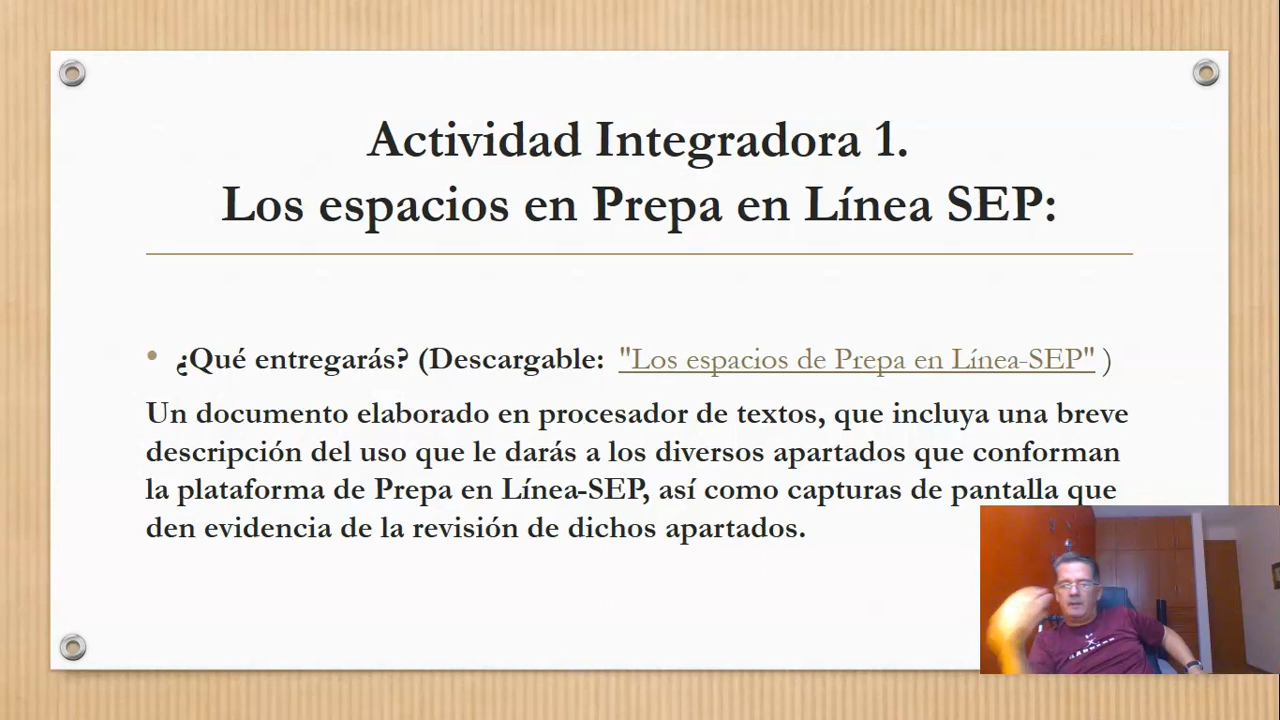 Actividad Integradora 1.
Los espacios en Prepa en Línea SEP:
• ¿Qué entregarás? (Descargable: "Los espacios de Prepa en Línea-SEP" )
Un documento elaborado en procesador de textos, que incluya una breve
descripción del uso que le darás a los diversos apartados que conforman
la plataforma de Prepa en Línea-SEP, así como capturas de pantalla que
den evidencia de la revisión de dichos apartados.